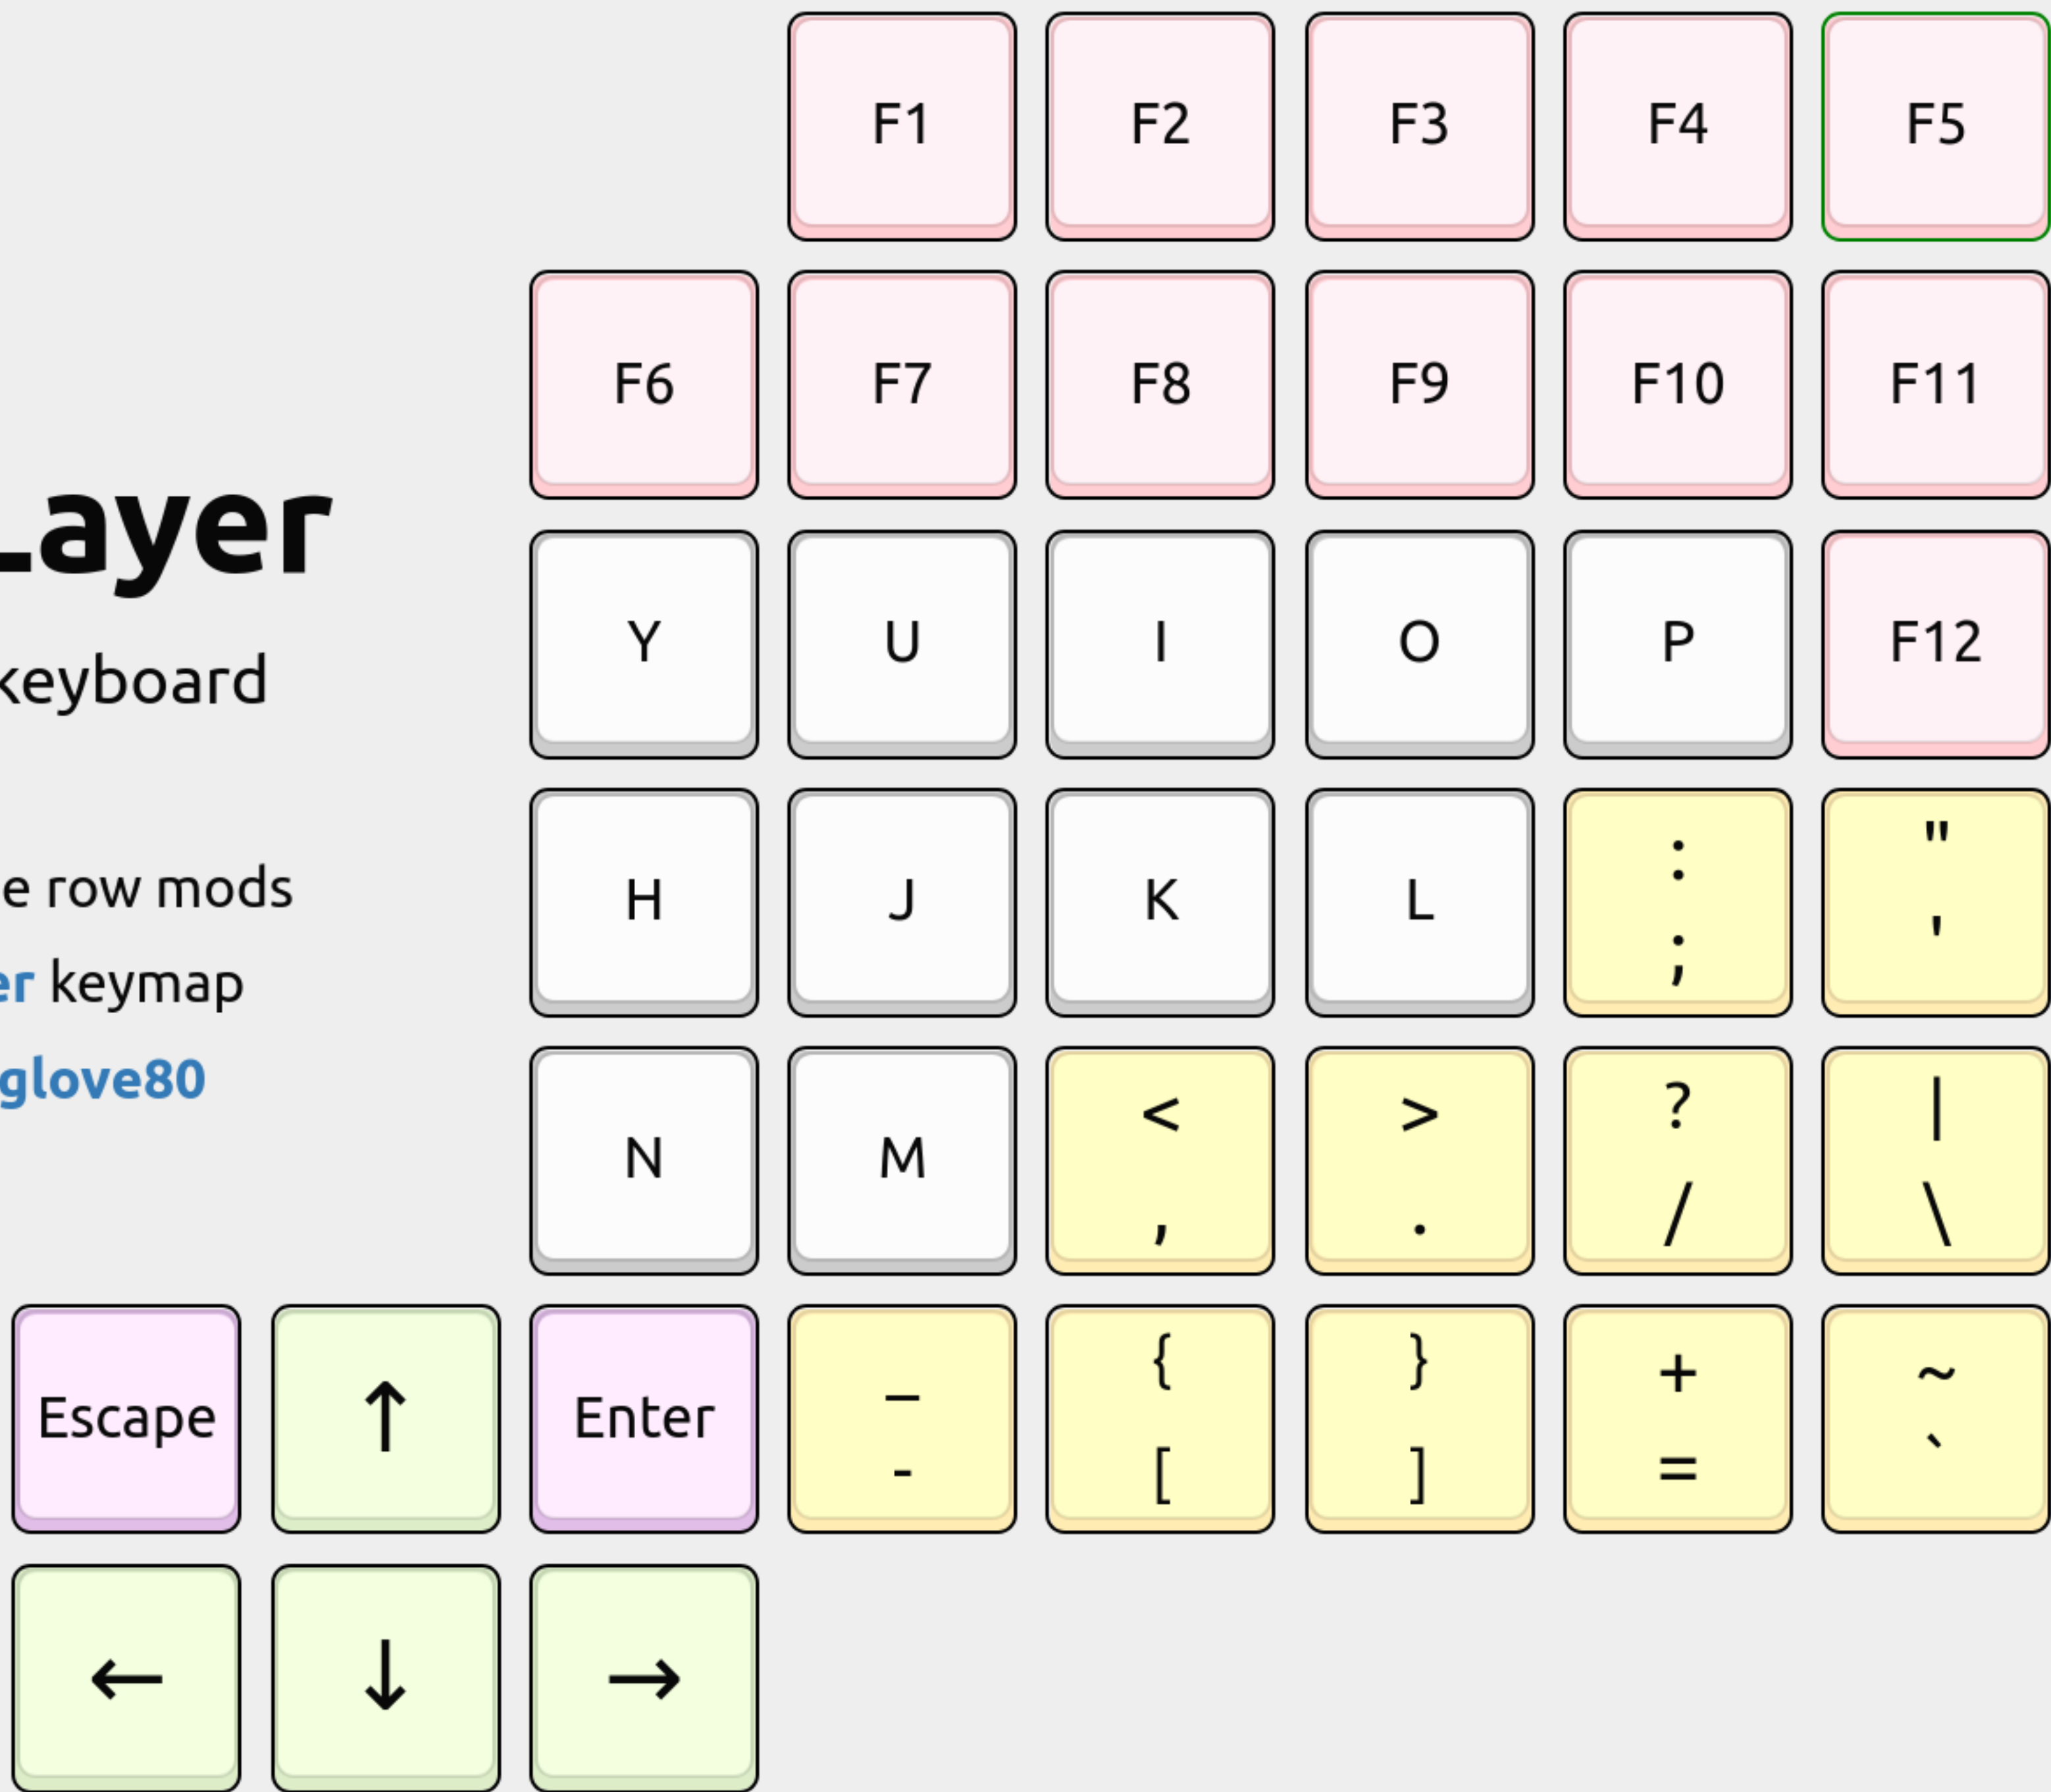 F1 F2 F3 F4 F5
F6 F7 F8 F9 F10 F11
Layer
Y U I O P F12
keyboard
H J K L : ; " '
row mods
keymap
glove80
N M < , > . ? / | \
Escape ↑ Enter _ - { [ } ] + = ~ `
← ↓ →